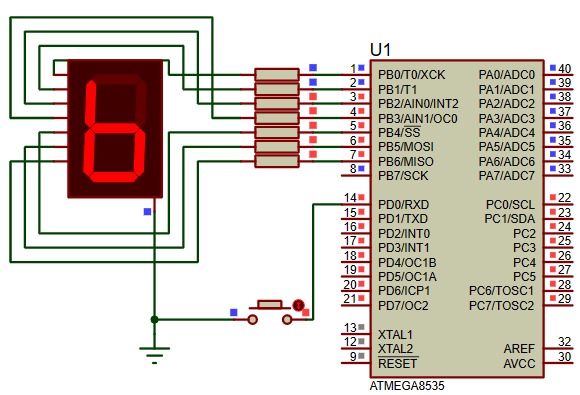 U1
1 PB0/T0/XCK PA0/ADC0 40
2 PB1/T1 PA1/ADC1 39
3 PB2/AIN0/INT2 PA2/ADC2 38
4 PB3/AIN1/OC0 PA3/ADC3 37
5 PB4/SS PA4/ADC4 36
6 PB5/MOSI PA5/ADC5 35
7 PB6/MISO PA6/ADC6 34
8 PB7/SCK PA7/ADC7 33
14 PD0/RXD PC0/SCL 22
15 PD1/TXD PC1/SDA 23
16 PD2/INT0 PC2 24
17 PD3/INT1 PC3 25
18 PD4/OC1B PC4 26
19 PD5/OC1A PC5 27
20 PD6/ICP1 PC6/TOSC1 28
21 PD7/OC2 PC7/TOSC2 29
13 XTAL1
12 XTAL2 AREF 32
9 RESET AVCC 30
ATMEGA8535